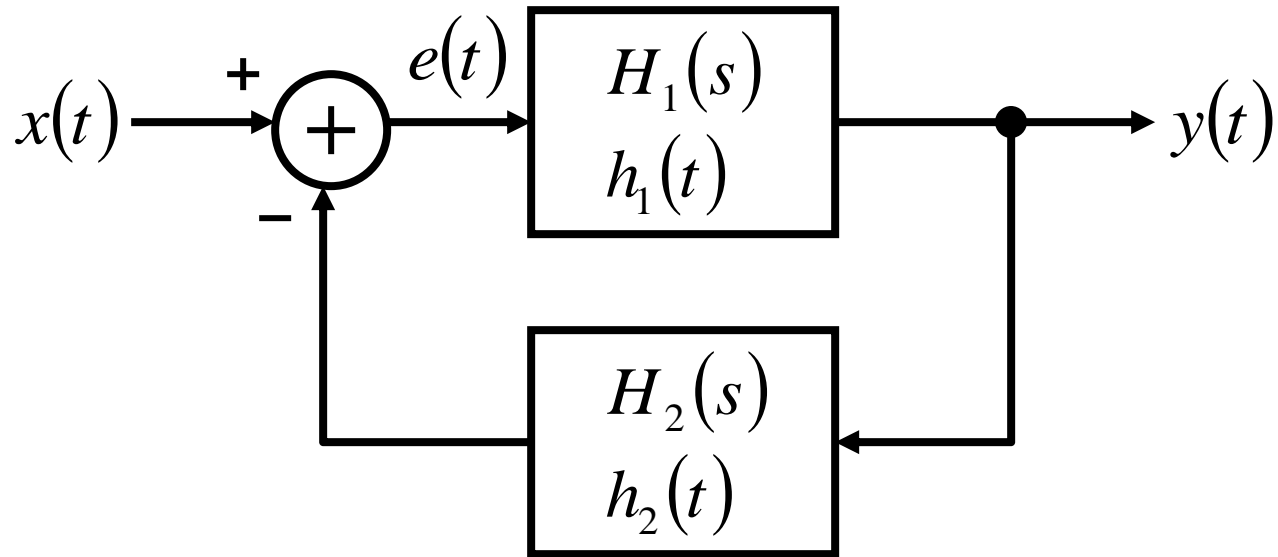 x(t)
+
+
−
e(t)
H₁(s)
h₁(t)
y(t)
H₂(s)
h₂(t)